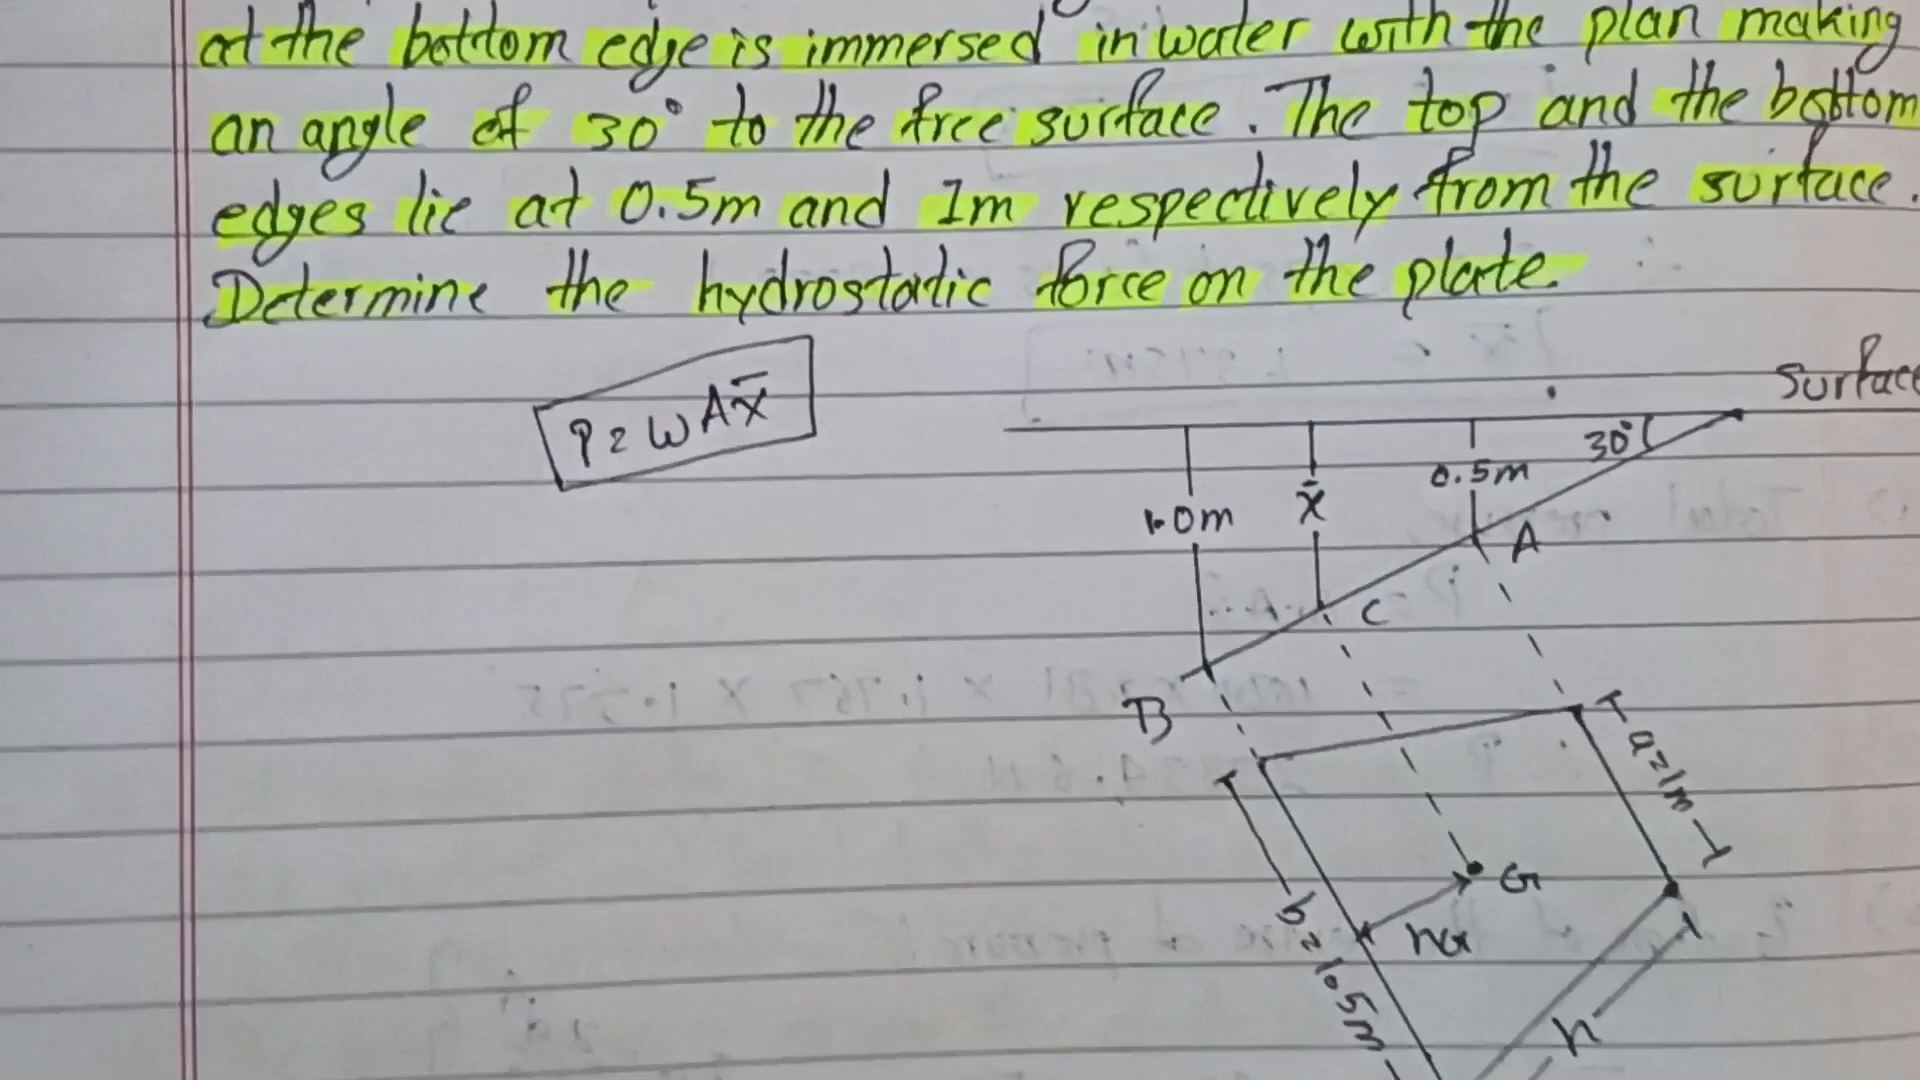 at the bottom edge is immersed in water with the plan making
an angle of 30° to the free surface. The top and the bottom
edges lie at 0.5m and 1m respectively from the surface.
Determine the hydrostatic force on the plate.
P = wAx̄
Surface
30°
0.5m
x̄
1.0m
A
C
B
a=1m
G
hG
b=1.5m
h